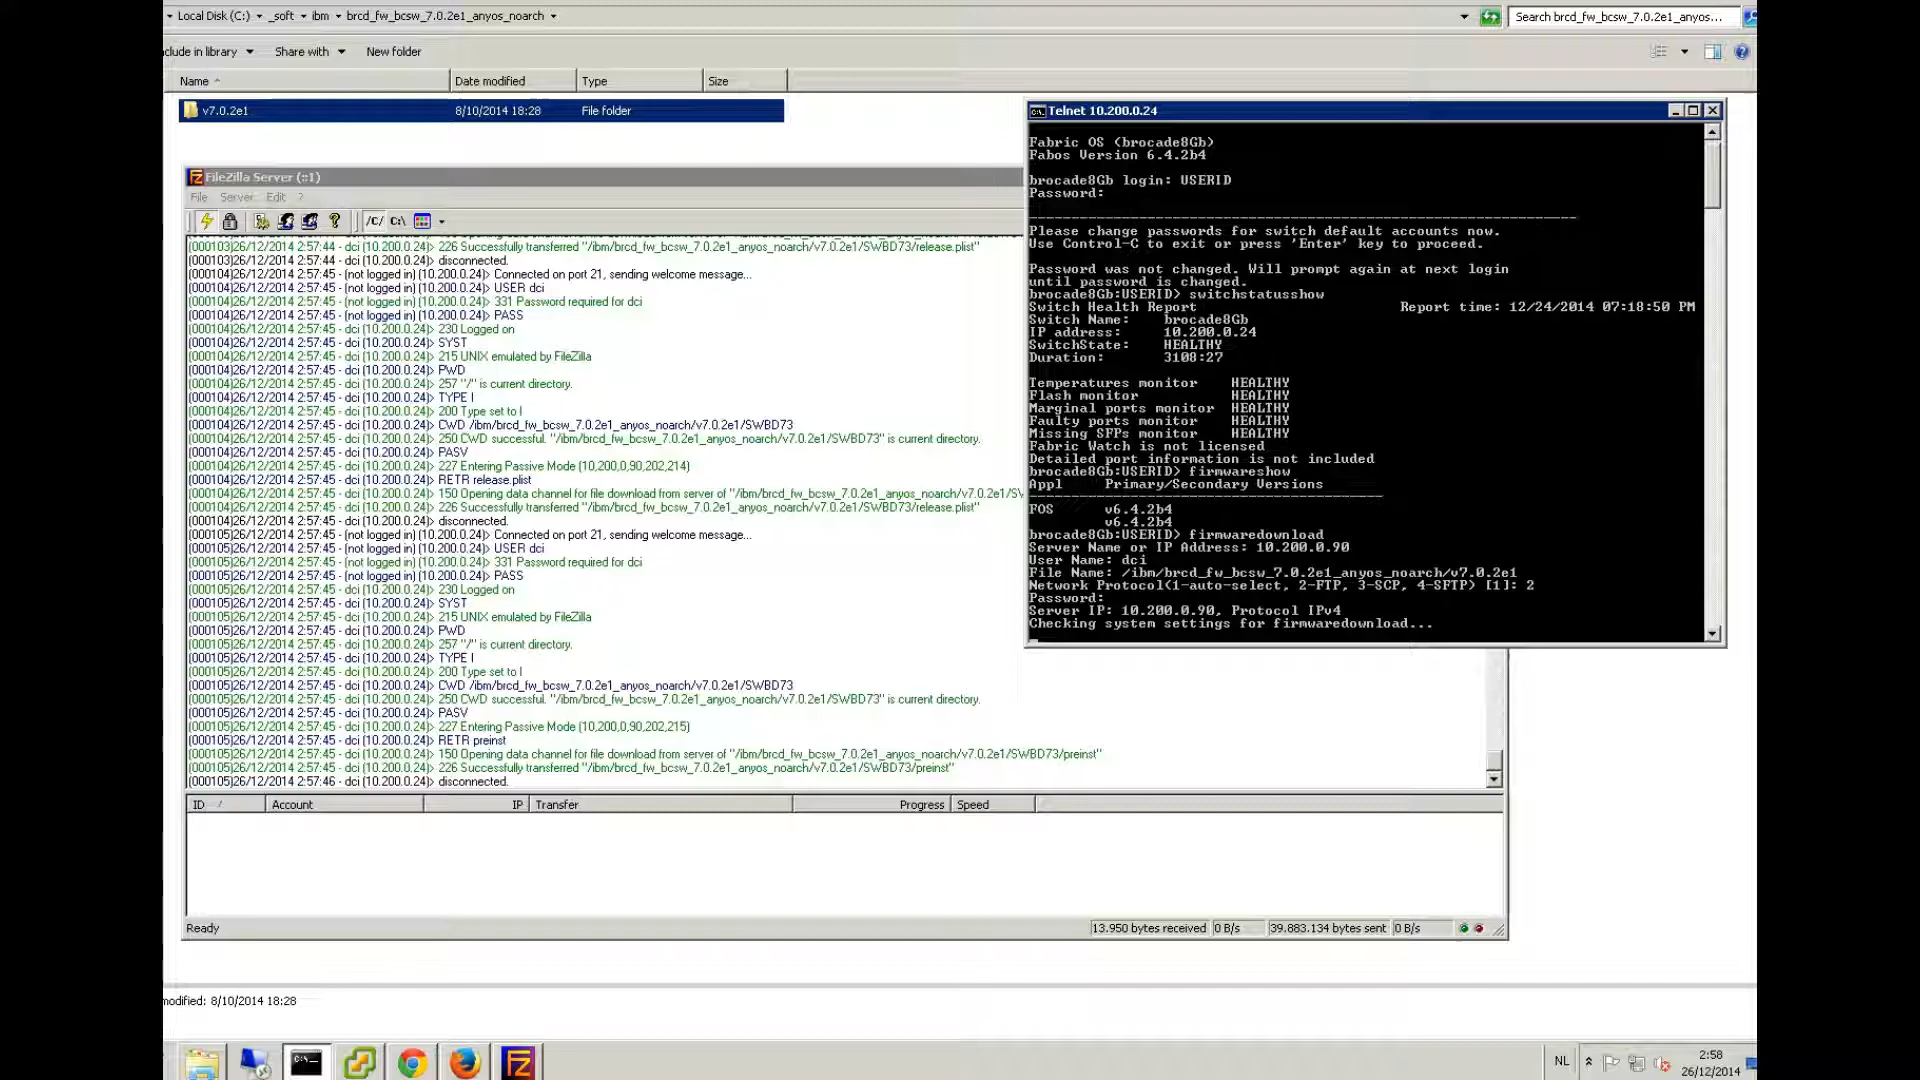 Local Disk (C:) _soft ibm brcd_fw_bcsw_7.0.2e1_anyos_noarch
Search brcd_fw_bcsw_7.0.2e1_anyos...
clude in library Share with New folder
Name Date modified Type Size
v7.0.2e1 8/10/2014 18:28 File folder
FileZilla Server (::1)
File Server Edit ?
/C/ C:\
(000103)26/12/2014 2:57:44 - dci (10.200.0.24)> 226 Successfully transferred "/ibm/brcd_fw_bcsw_7.0.2e1_anyos_noarch/v7.0.2e1/SWBD73/release.plist"
(000103)26/12/2014 2:57:44 - dci (10.200.0.24)> disconnected.
(000104)26/12/2014 2:57:45 - (not logged in) (10.200.0.24)> Connected on port 21, sending welcome message...
(000104)26/12/2014 2:57:45 - (not logged in) (10.200.0.24)> USER dci
(000104)26/12/2014 2:57:45 - (not logged in) (10.200.0.24)> 331 Password required for dci
(000104)26/12/2014 2:57:45 - (not logged in) (10.200.0.24)> PASS
(000104)26/12/2014 2:57:45 - dci (10.200.0.24)> 230 Logged on
(000104)26/12/2014 2:57:45 - dci (10.200.0.24)> SYST
(000104)26/12/2014 2:57:45 - dci (10.200.0.24)> 215 UNIX emulated by FileZilla
(000104)26/12/2014 2:57:45 - dci (10.200.0.24)> PWD
(000104)26/12/2014 2:57:45 - dci (10.200.0.24)> 257 "/" is current directory.
(000104)26/12/2014 2:57:45 - dci (10.200.0.24)> TYPE I
(000104)26/12/2014 2:57:45 - dci (10.200.0.24)> 200 Type set to I
(000104)26/12/2014 2:57:45 - dci (10.200.0.24)> CWD /ibm/brcd_fw_bcsw_7.0.2e1_anyos_noarch/v7.0.2e1/SWBD73
(000104)26/12/2014 2:57:45 - dci (10.200.0.24)> 250 CWD successful. "/ibm/brcd_fw_bcsw_7.0.2e1_anyos_noarch/v7.0.2e1/SWBD73" is current directory.
(000104)26/12/2014 2:57:45 - dci (10.200.0.24)> PASV
(000104)26/12/2014 2:57:45 - dci (10.200.0.24)> 227 Entering Passive Mode (10,200,0,90,202,214)
(000104)26/12/2014 2:57:45 - dci (10.200.0.24)> RETR release.plist
(000104)26/12/2014 2:57:45 - dci (10.200.0.24)> 150 Opening data channel for file download from server of "/ibm/brcd_fw_bcsw_7.0.2e1_anyos_noarch/v7.0.2e1/SV
(000104)26/12/2014 2:57:45 - dci (10.200.0.24)> 226 Successfully transferred "/ibm/brcd_fw_bcsw_7.0.2e1_anyos_noarch/v7.0.2e1/SWBD73/release.plist"
(000104)26/12/2014 2:57:45 - dci (10.200.0.24)> disconnected.
(000105)26/12/2014 2:57:45 - (not logged in) (10.200.0.24)> Connected on port 21, sending welcome message...
(000105)26/12/2014 2:57:45 - (not logged in) (10.200.0.24)> USER dci
(000105)26/12/2014 2:57:45 - (not logged in) (10.200.0.24)> 331 Password required for dci
(000105)26/12/2014 2:57:45 - (not logged in) (10.200.0.24)> PASS
(000105)26/12/2014 2:57:45 - dci (10.200.0.24)> 230 Logged on
(000105)26/12/2014 2:57:45 - dci (10.200.0.24)> SYST
(000105)26/12/2014 2:57:45 - dci (10.200.0.24)> 215 UNIX emulated by FileZilla
(000105)26/12/2014 2:57:45 - dci (10.200.0.24)> PWD
(000105)26/12/2014 2:57:45 - dci (10.200.0.24)> 257 "/" is current directory.
(000105)26/12/2014 2:57:45 - dci (10.200.0.24)> TYPE I
(000105)26/12/2014 2:57:45 - dci (10.200.0.24)> 200 Type set to I
(000105)26/12/2014 2:57:45 - dci (10.200.0.24)> CWD /ibm/brcd_fw_bcsw_7.0.2e1_anyos_noarch/v7.0.2e1/SWBD73
(000105)26/12/2014 2:57:45 - dci (10.200.0.24)> 250 CWD successful. "/ibm/brcd_fw_bcsw_7.0.2e1_anyos_noarch/v7.0.2e1/SWBD73" is current directory.
(000105)26/12/2014 2:57:45 - dci (10.200.0.24)> PASV
(000105)26/12/2014 2:57:45 - dci (10.200.0.24)> 227 Entering Passive Mode (10,200,0,90,202,215)
(000105)26/12/2014 2:57:45 - dci (10.200.0.24)> RETR preinst
(000105)26/12/2014 2:57:45 - dci (10.200.0.24)> 150 Opening data channel for file download from server of "/ibm/brcd_fw_bcsw_7.0.2e1_anyos_noarch/v7.0.2e1/SWBD73/preinst"
(000105)26/12/2014 2:57:45 - dci (10.200.0.24)> 226 Successfully transferred "/ibm/brcd_fw_bcsw_7.0.2e1_anyos_noarch/v7.0.2e1/SWBD73/preinst"
(000105)26/12/2014 2:57:46 - dci (10.200.0.24)> disconnected.
ID / Account IP Transfer Progress Speed
Ready 13.950 bytes received 0 B/s 39.883.134 bytes sent 0 B/s
Telnet 10.200.0.24
Fabric OS (brocade8Gb)
Fabos Version 6.4.2b4
brocade8Gb login: USERID
Password:
-----------------------------------------------------------------
Please change passwords for switch default accounts now.
Use Control-C to exit or press 'Enter' key to proceed.
Password was not changed. Will prompt again at next login
until password is changed.
brocade8Gb:USERID> switchstatusshow
Switch Health Report Report time: 12/24/2014 07:18:50 PM
Switch Name: brocade8Gb
IP address: 10.200.0.24
SwitchState: HEALTHY
Duration: 3108:27
Temperatures monitor HEALTHY
Flash monitor HEALTHY
Marginal ports monitor HEALTHY
Faulty ports monitor HEALTHY
Missing SFPs monitor HEALTHY
Fabric Watch is not licensed
Detailed port information is not included
brocade8Gb:USERID> firmwareshow
Appl Primary/Secondary Versions
------------------------------------------
FOS v6.4.2b4
v6.4.2b4
brocade8Gb:USERID> firmwaredownload
Server Name or IP Address: 10.200.0.90
User Name: dci
File Name: /ibm/brcd_fw_bcsw_7.0.2e1_anyos_noarch/v7.0.2e1
Network Protocol(1-auto-select, 2-FTP, 3-SCP, 4-SFTP) [1]: 2
Password:
Server IP: 10.200.0.90, Protocol IPv4
Checking system settings for firmwaredownload...
modified: 8/10/2014 18:28
NL
2:58
26/12/2014